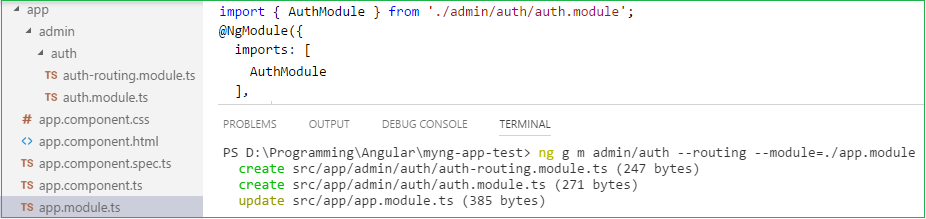 app
admin
auth
TS auth-routing.module.ts
TS auth.module.ts
# app.component.css
<> app.component.html
TS app.component.spec.ts
TS app.component.ts
TS app.module.ts
import { AuthModule } from './admin/auth/auth.module';
@NgModule({
imports: [
AuthModule
],
PROBLEMS OUTPUT DEBUG CONSOLE TERMINAL
PS D:\Programming\Angular\myng-app-test> ng g m admin/auth --routing --module=./app.module
create src/app/admin/auth/auth-routing.module.ts (247 bytes)
create src/app/admin/auth/auth.module.ts (271 bytes)
update src/app/app.module.ts (385 bytes)